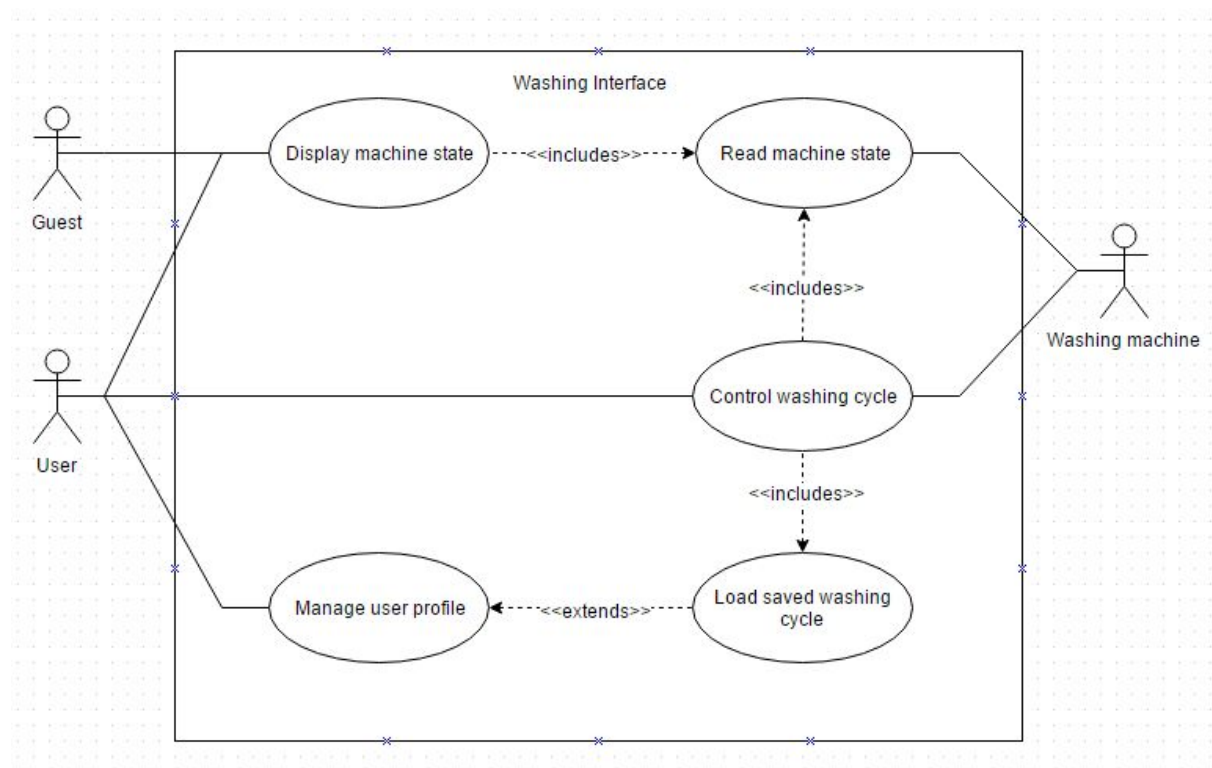 Washing Interface
Display machine state
<<includes>>
Read machine state
Guest
<<includes>>
Washing machine
Control washing cycle
User
<<includes>>
Manage user profile
<<extends>>
Load saved washing
cycle